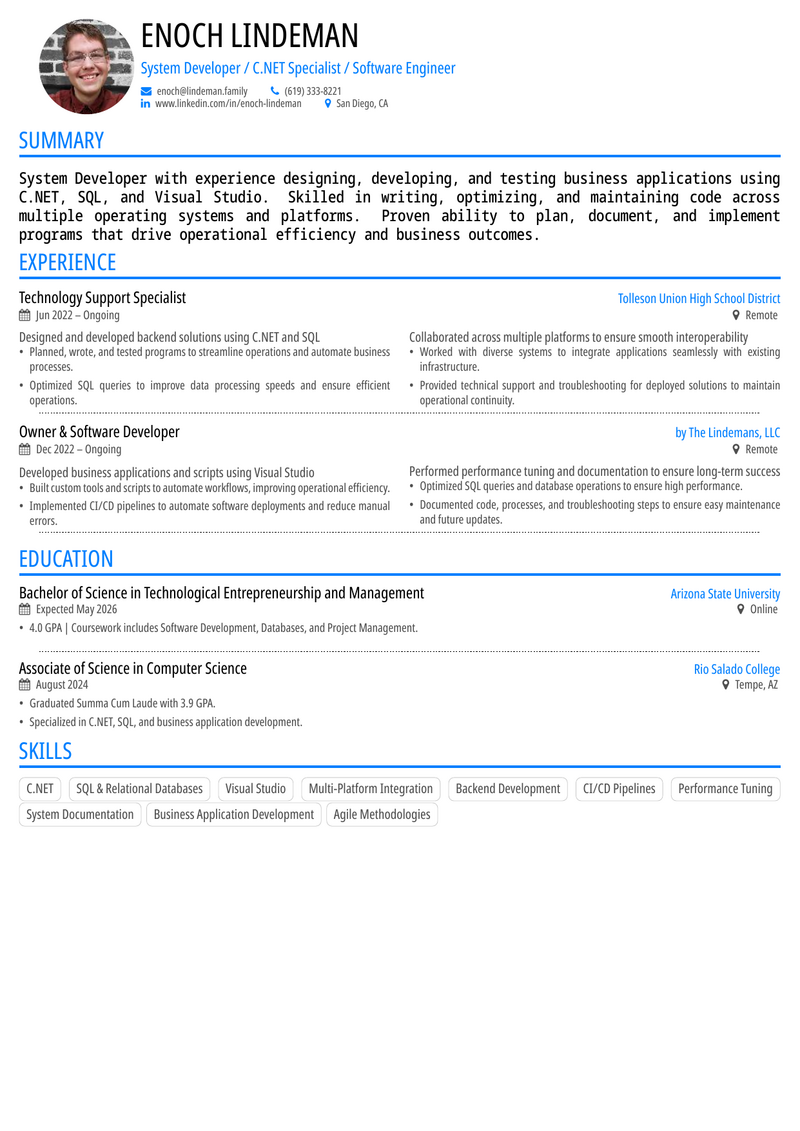 ENOCH LINDEMAN
System Developer / C.NET Specialist / Software Engineer
enoch@lindeman.family (619) 333-8221
www.linkedin.com/in/enoch-lindeman San Diego, CA
SUMMARY
System Developer with experience designing, developing, and testing business applications using
C.NET, SQL, and Visual Studio. Skilled in writing, optimizing, and maintaining code across
multiple operating systems and platforms. Proven ability to plan, document, and implement
programs that drive operational efficiency and business outcomes.
EXPERIENCE
Technology Support Specialist Tolleson Union High School District
Jun 2022 – Ongoing Remote
Designed and developed backend solutions using C.NET and SQL
• Planned, wrote, and tested programs to streamline operations and automate business
processes.
• Optimized SQL queries to improve data processing speeds and ensure efficient
operations.
Collaborated across multiple platforms to ensure smooth interoperability
• Worked with diverse systems to integrate applications seamlessly with existing
infrastructure.
• Provided technical support and troubleshooting for deployed solutions to maintain
operational continuity.
Owner & Software Developer by The Lindemans, LLC
Dec 2022 – Ongoing Remote
Developed business applications and scripts using Visual Studio
• Built custom tools and scripts to automate workflows, improving operational efficiency.
• Implemented CI/CD pipelines to automate software deployments and reduce manual
errors.
Performed performance tuning and documentation to ensure long-term success
• Optimized SQL queries and database operations to ensure high performance.
• Documented code, processes, and troubleshooting steps to ensure easy maintenance
and future updates.
EDUCATION
Bachelor of Science in Technological Entrepreneurship and Management Arizona State University
Expected May 2026 Online
• 4.0 GPA | Coursework includes Software Development, Databases, and Project Management.
Associate of Science in Computer Science Rio Salado College
August 2024 Tempe, AZ
• Graduated Summa Cum Laude with 3.9 GPA.
• Specialized in C.NET, SQL, and business application development.
SKILLS
C.NET SQL & Relational Databases Visual Studio Multi-Platform Integration Backend Development CI/CD Pipelines Performance Tuning
System Documentation Business Application Development Agile Methodologies